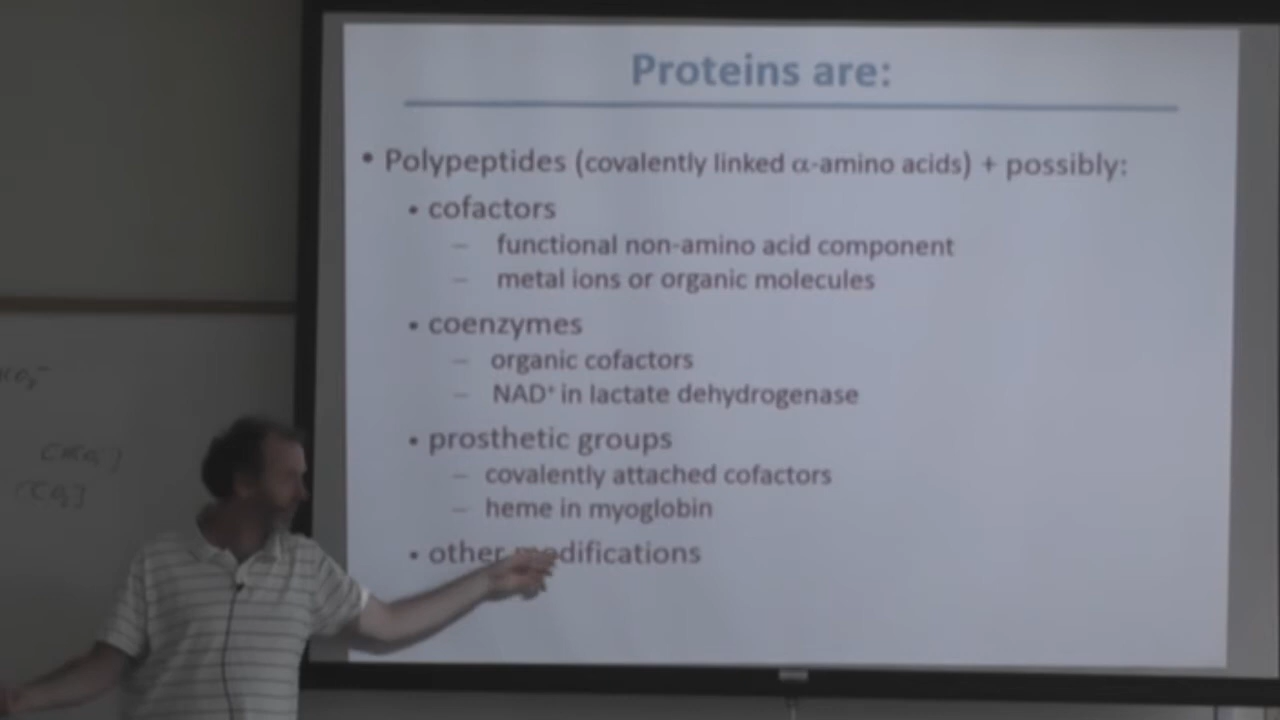 Proteins are:
• Polypeptides (covalently linked α-amino acids) + possibly:
• cofactors
– functional non-amino acid component
– metal ions or organic molecules
• coenzymes
– organic cofactors
– NAD⁺ in lactate dehydrogenase
• prosthetic groups
– covalently attached cofactors
– heme in myoglobin
• other modifications